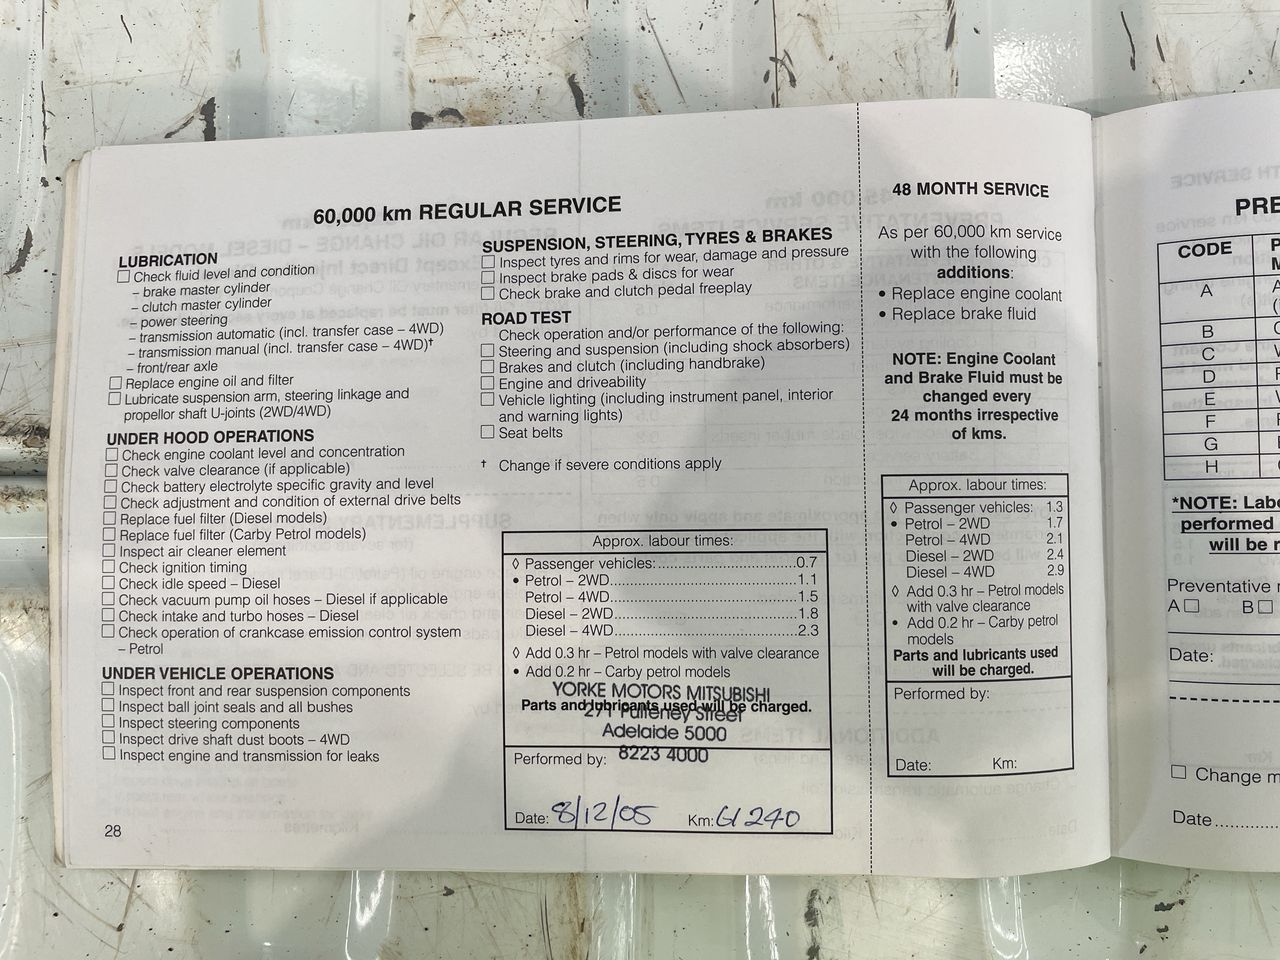 60,000 km REGULAR SERVICE
LUBRICATION
Check fluid level and condition
– brake master cylinder
– clutch master cylinder
– power steering
– transmission automatic (incl. transfer case – 4WD)
– transmission manual (incl. transfer case – 4WD)†
– front/rear axle
Replace engine oil and filter
Lubricate suspension arm, steering linkage and
propellor shaft U-joints (2WD/4WD)
UNDER HOOD OPERATIONS
Check engine coolant level and concentration
Check valve clearance (if applicable)
Check battery electrolyte specific gravity and level
Check adjustment and condition of external drive belts
Replace fuel filter (Diesel models)
Replace fuel filter (Carby Petrol models)
Inspect air cleaner element
Check ignition timing
Check idle speed – Diesel
Check vacuum pump oil hoses – Diesel if applicable
Check intake and turbo hoses – Diesel
Check operation of crankcase emission control system
– Petrol
UNDER VEHICLE OPERATIONS
Inspect front and rear suspension components
Inspect ball joint seals and all bushes
Inspect steering components
Inspect drive shaft dust boots – 4WD
Inspect engine and transmission for leaks
28
SUSPENSION, STEERING, TYRES & BRAKES
Inspect tyres and rims for wear, damage and pressure
Inspect brake pads & discs for wear
Check brake and clutch pedal freeplay
ROAD TEST
Check operation and/or performance of the following:
Steering and suspension (including shock absorbers)
Brakes and clutch (including handbrake)
Engine and driveability
Vehicle lighting (including instrument panel, interior
and warning lights)
Seat belts
† Change if severe conditions apply
Approx. labour times:
◊ Passenger vehicles:...0.7
• Petrol – 2WD...1.1
Petrol – 4WD...1.5
Diesel – 2WD...1.8
Diesel – 4WD...2.3
◊ Add 0.3 hr – Petrol models with valve clearance
• Add 0.2 hr – Carby petrol models
YORKE MOTORS MITSUBISHI
Parts and lubricants used will be charged.
271 Pulteney Street
Adelaide 5000
8223 4000
Performed by:
Date: 8/12/05 Km: 61240
48 MONTH SERVICE
As per 60,000 km service
with the following
additions:
• Replace engine coolant
• Replace brake fluid
NOTE: Engine Coolant
and Brake Fluid must be
changed every
24 months irrespective
of kms.
Approx. labour times:
◊ Passenger vehicles: 1.3
• Petrol – 2WD 1.7
Petrol – 4WD 2.1
Diesel – 2WD 2.4
Diesel – 4WD 2.9
◊ Add 0.3 hr – Petrol models
with valve clearance
• Add 0.2 hr – Carby petrol
models
Parts and lubricants used
will be charged.
Performed by:
Date: Km:
PRE
CODE
A
B
C
D
E
F
G
H
*NOTE: Lab
performed
will be
Preventative
A B
Date:
Change
Date